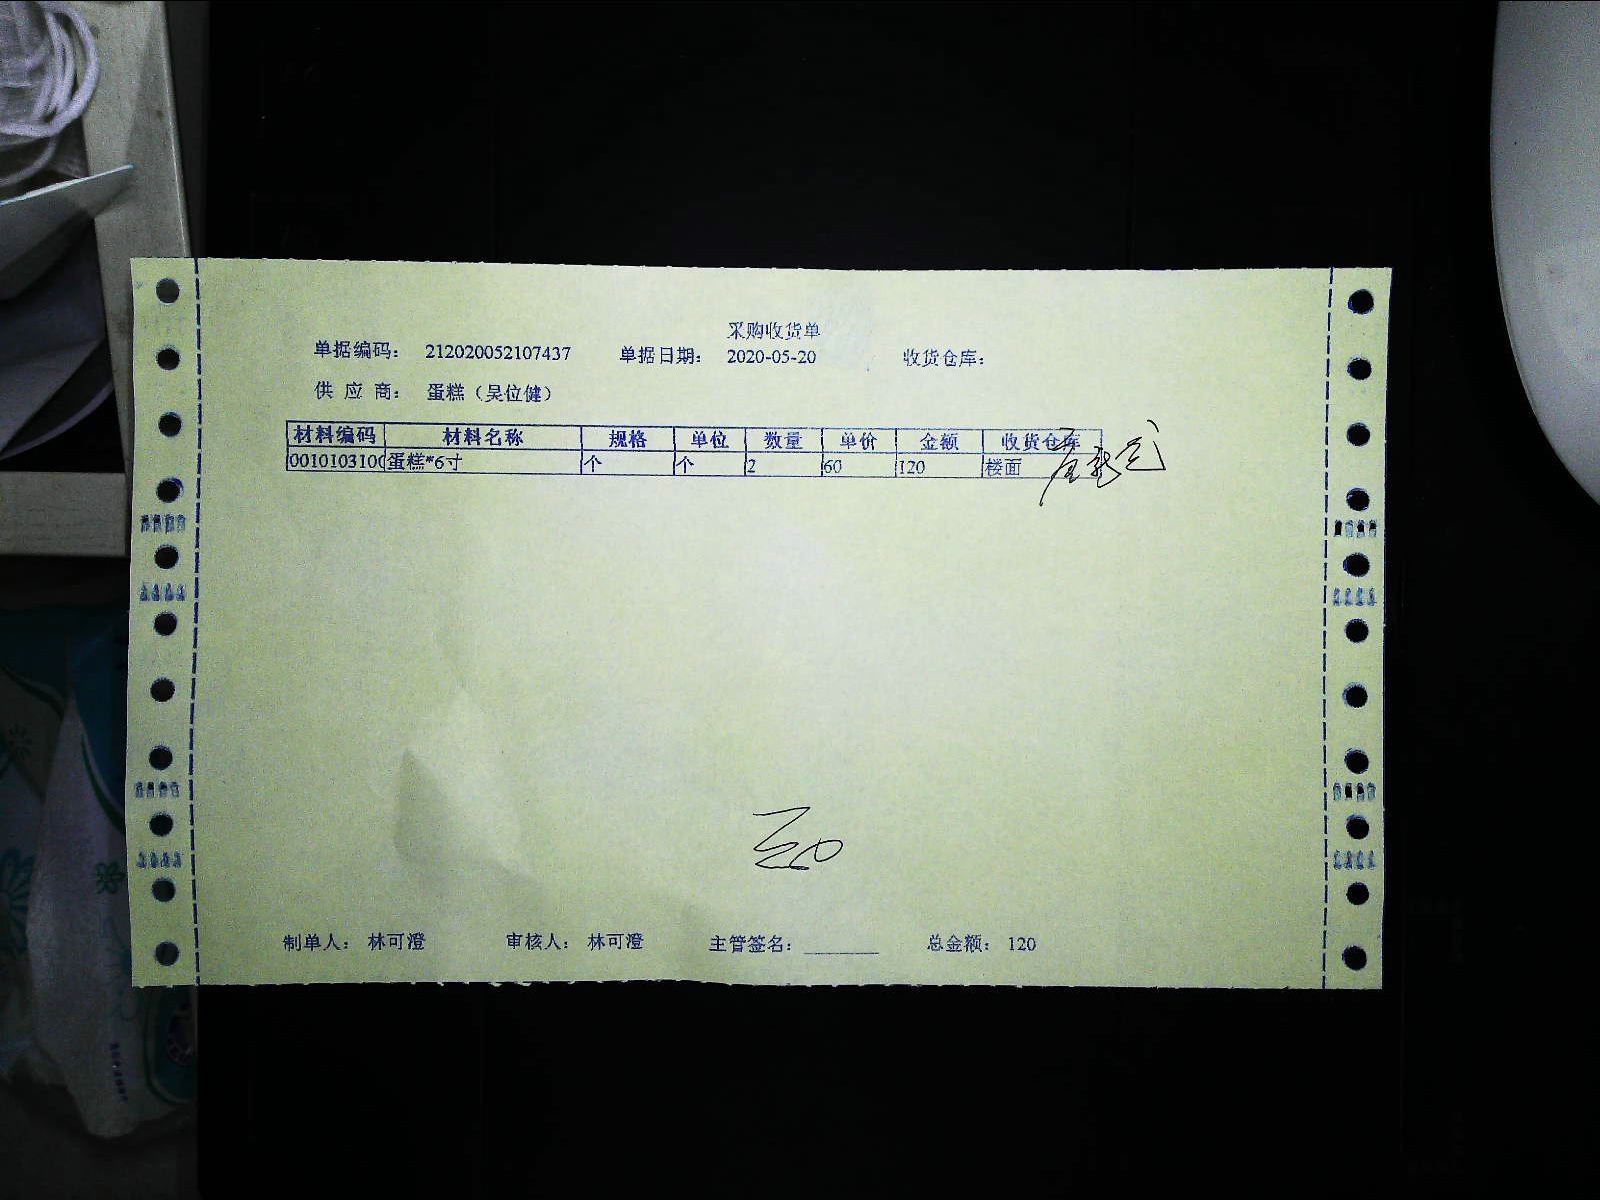 采购收货单
单据编码： 212020052107437 单据日期： 2020-05-20 收货仓库：
供 应 商： 蛋糕（吴位健）
材料编码 材料名称 规格 单位 数量 单价 金额 收货仓库
0010103100 蛋糕*6寸 个 个 2 60 120 楼面
制单人： 林可澄 审核人： 林可澄 主管签名： 总金额： 120